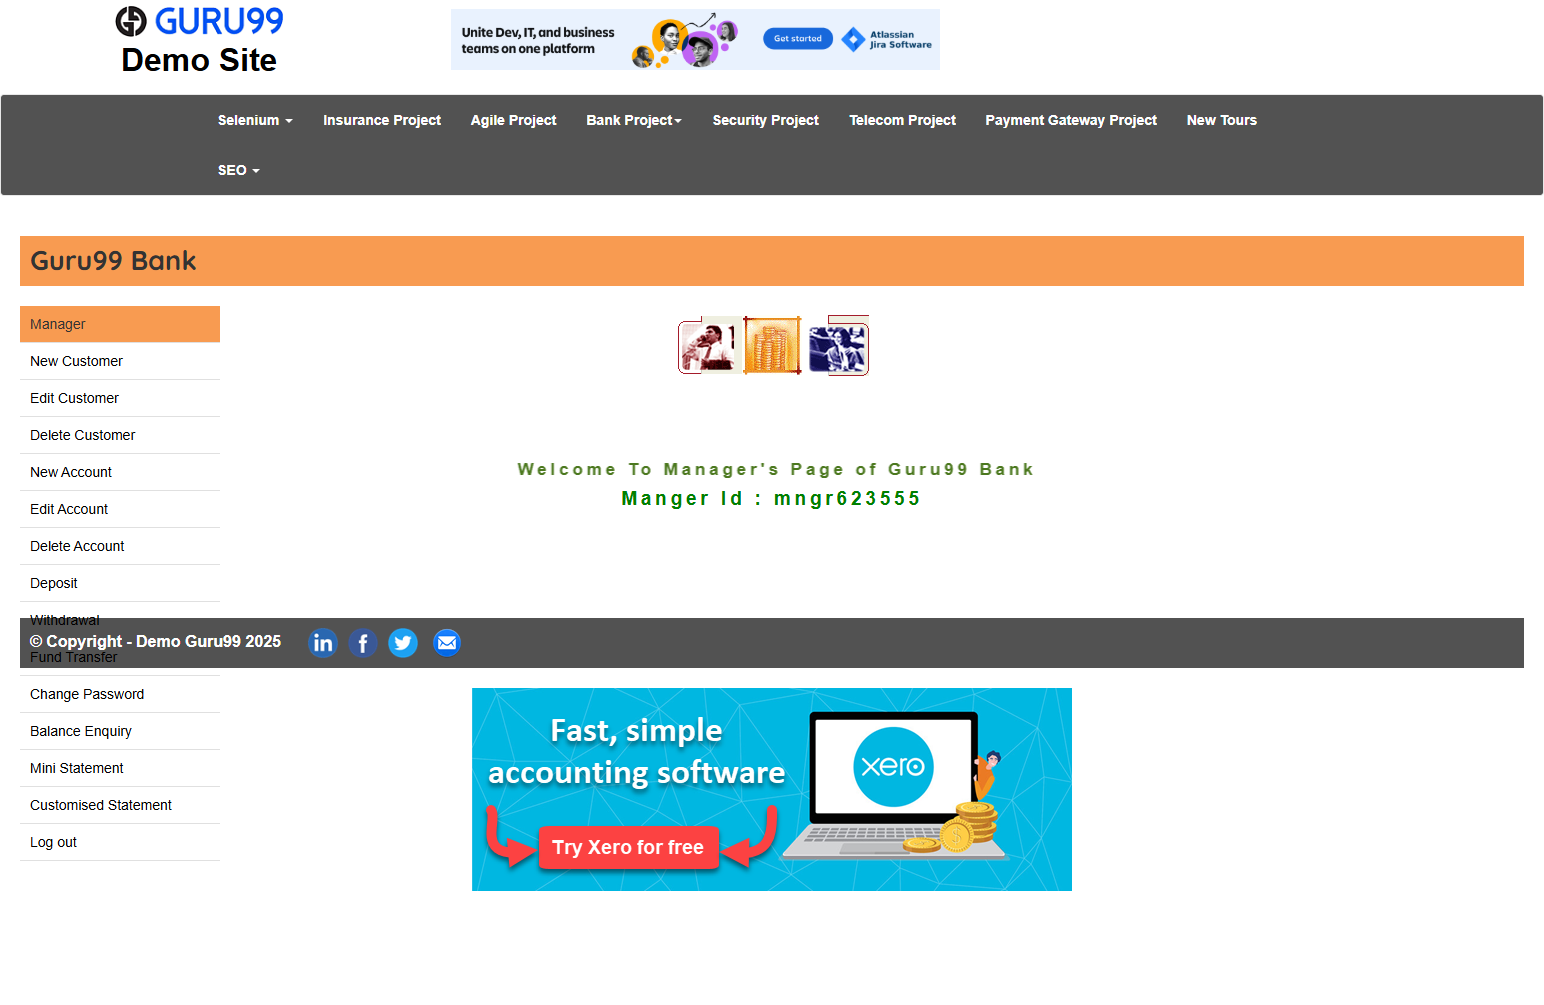 GURU99
Demo Site
Unite Dev, IT, and business
teams on one platform
Get started
Atlassian
Jira Software
Selenium
Insurance Project
Agile Project
Bank Project
Security Project
Telecom Project
Payment Gateway Project
New Tours
SEO
Guru99 Bank
Manager
New Customer
Edit Customer
Delete Customer
New Account
Edit Account
Delete Account
Deposit
Withdrawal
Fund Transfer
Change Password
Balance Enquiry
Mini Statement
Customised Statement
Log out
Welcome To Manager's Page of Guru99 Bank
Manger Id : mngr623555
© Copyright - Demo Guru99 2025
Fast, simple
accounting software
Try Xero for free
xero